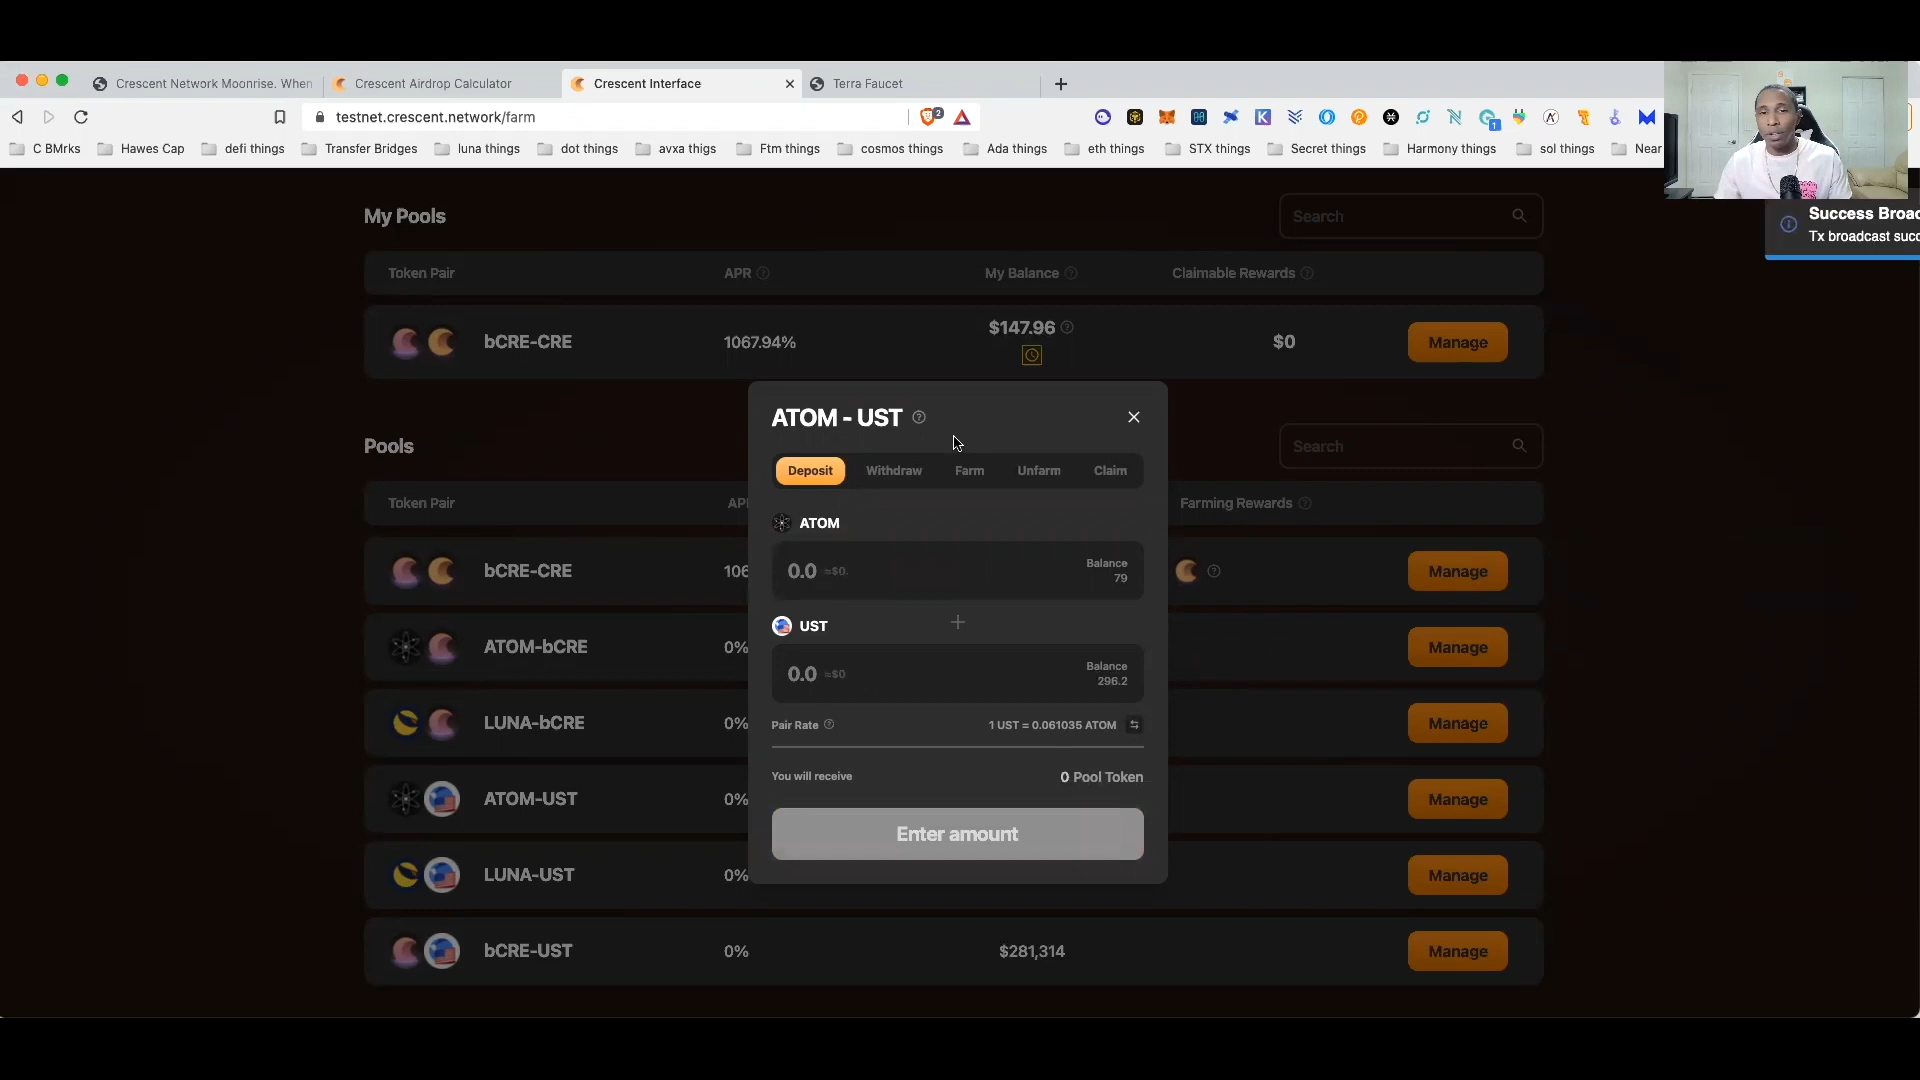 Crescent Network Moonrise. When
Crescent Airdrop Calculator
Crescent Interface
Terra Faucet
testnet.crescent.network/farm
2
1
C BMrks
Hawes Cap
defi things
Transfer Bridges
luna things
dot things
avxa thigs
Ftm things
cosmos things
Ada things
eth things
STX things
Secret things
Harmony things
sol things
Near
Success Broad
Tx broadcast succ
My Pools
Search
Token Pair
APR
My Balance
Claimable Rewards
bCRE-CRE
1067.94%
$147.96
$0
Manage
Pools
Search
Token Pair
AP
Farming Rewards
bCRE-CRE
106
Manage
ATOM-bCRE
0%
Manage
LUNA-bCRE
0%
Manage
ATOM-UST
0%
Manage
LUNA-UST
0%
Manage
bCRE-UST
0%
$281,314
Manage
ATOM - UST
Deposit
Withdraw
Farm
Unfarm
Claim
ATOM
0.0 ≈$0.
Balance
79
UST
0.0 ≈$0
Balance
296.2
Pair Rate
1 UST = 0.061035 ATOM
You will receive
0 Pool Token
Enter amount